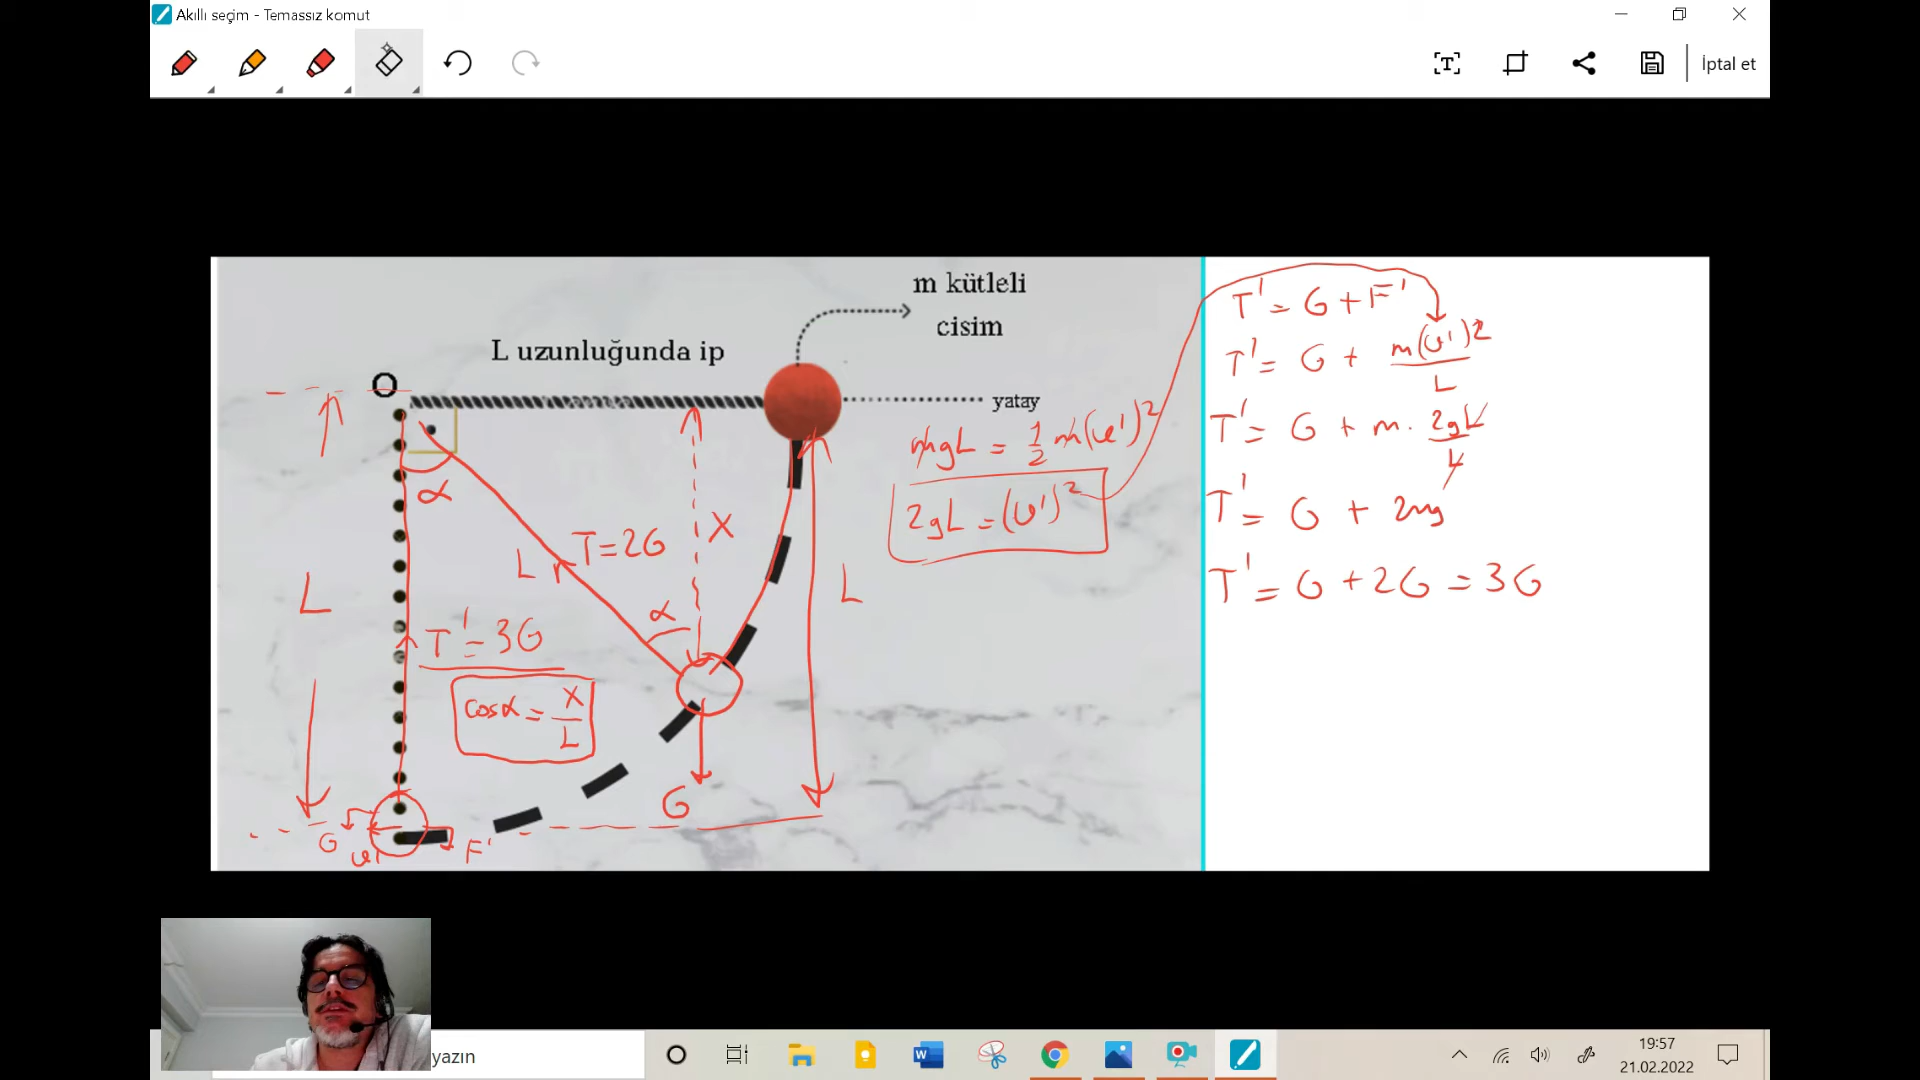 Akıllı seçim - Temassız komut
İptal et
m kütleli
cisim
L uzunluğunda ip
O
yatay
α
L
T=2G
X
L
α
L
T'=3G
cosα = X/L
G
G
υ'
F'
mgL = 1/2 m(υ')²
2gL = (υ')²
T' = G + F'
T' = G + m(υ')²/L
T' = G + m. 2gL/L
T' = G + 2mg
T' = G + 2G = 3G
yazın
19:57
21.02.2022